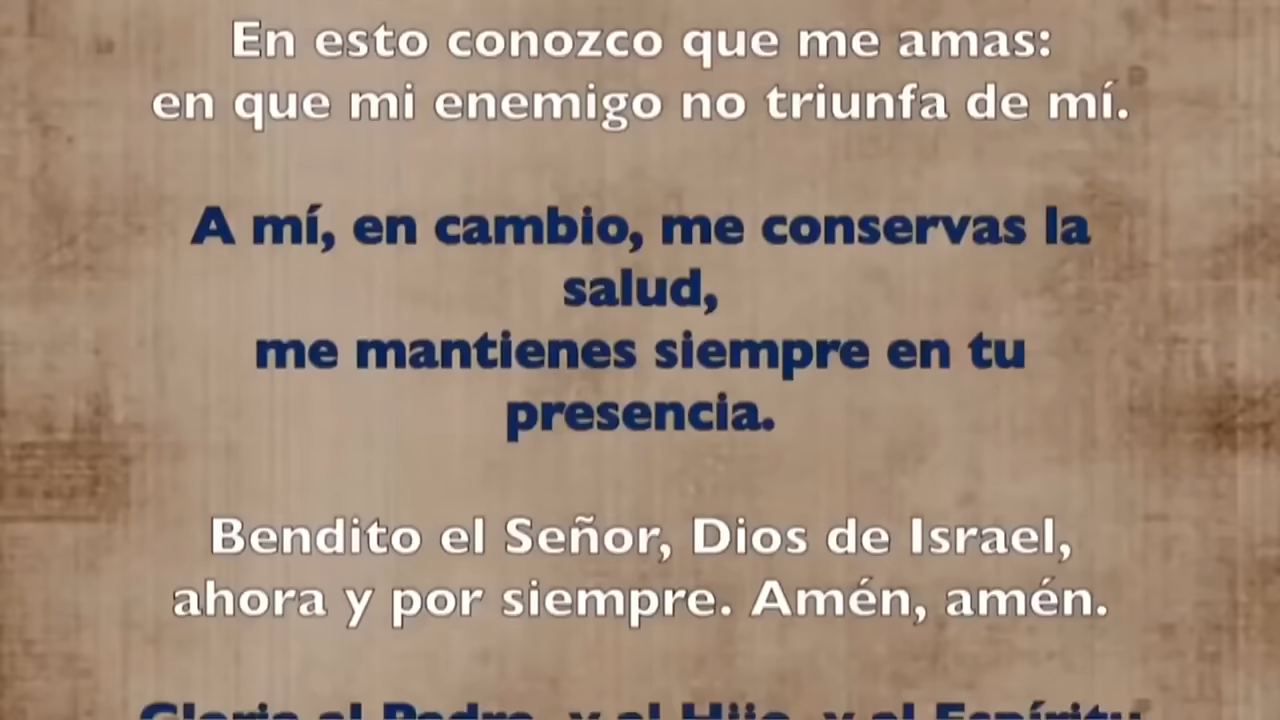 En esto conozco que me amas:
en que mi enemigo no triunfa de mí.
A mí, en cambio, me conservas la
salud,
me mantienes siempre en tu
presencia.
Bendito el Señor, Dios de Israel,
ahora y por siempre. Amén, amén.
Gloria al Padre, y al Hijo, y al Espíritu